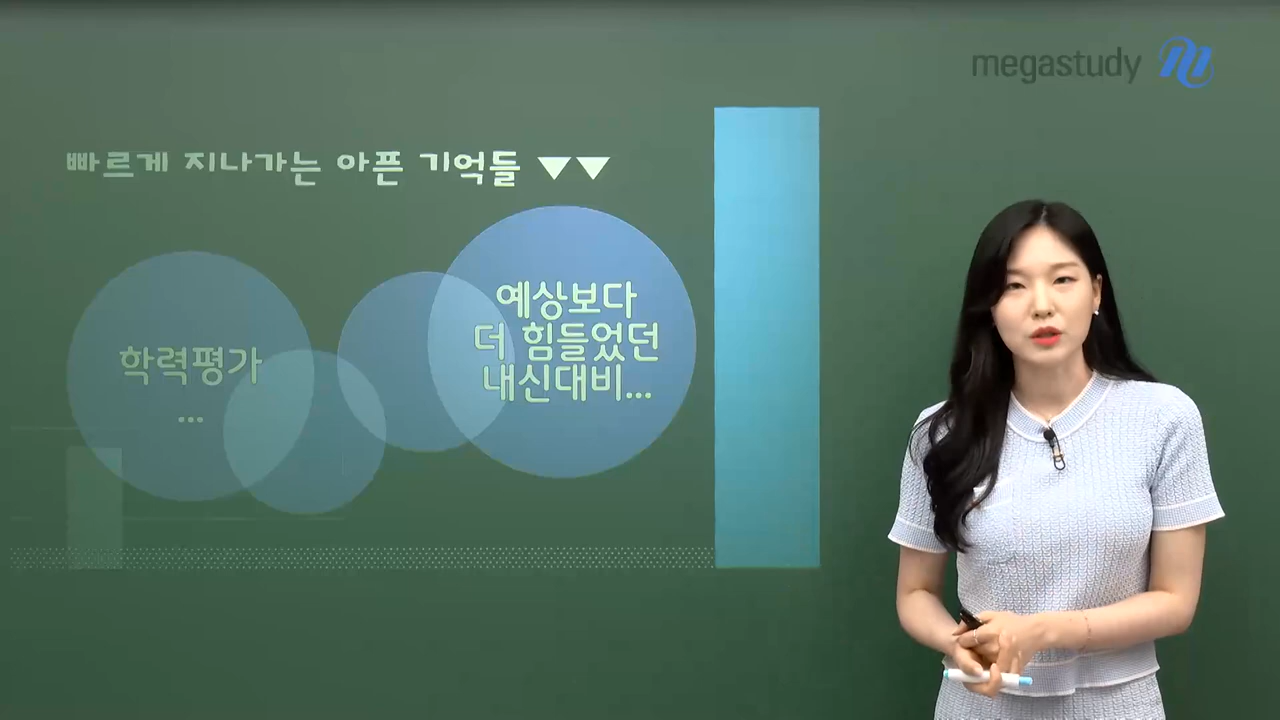 megastudy
빠르게 지나가는 아픈 기억들 ▼▼
학력평가
...
예상보다
더 힘들었던
내신대비...